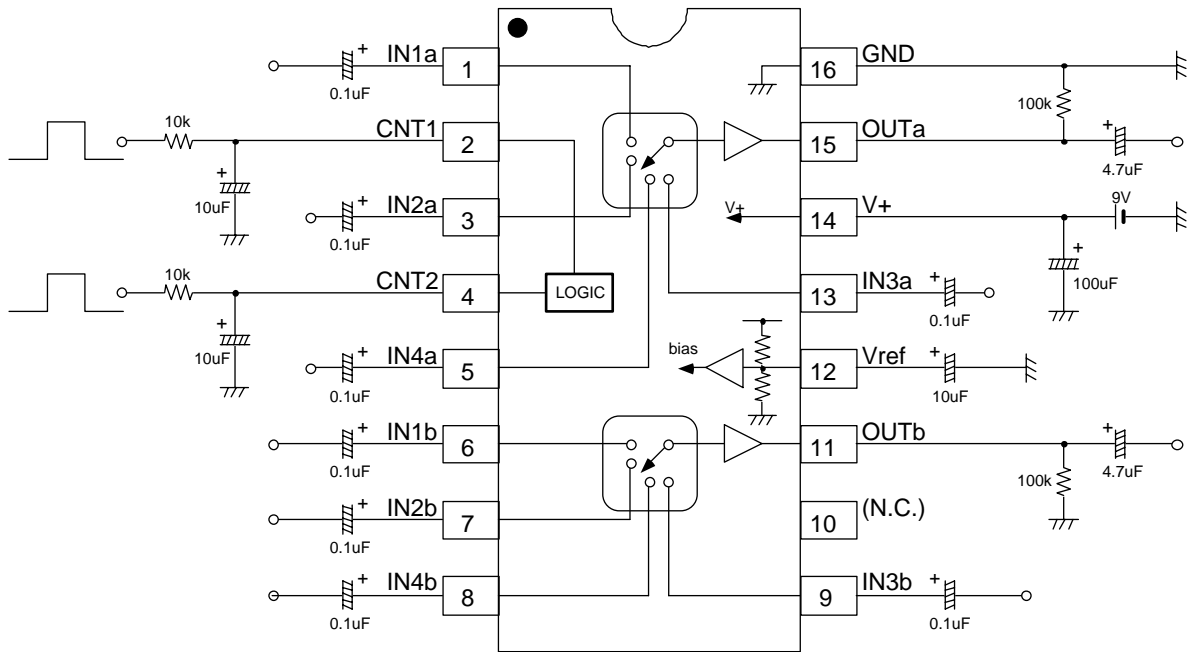 IN1a
+
0.1uF
1
16
GND
100k
10k
CNT1
2
15
OUTa
+
4.7uF
+
10uF
IN2a
+
0.1uF
3
V+
14
V+
9V
+
100uF
10k
CNT2
4
LOGIC
13
IN3a
+
0.1uF
+
10uF
IN4a
+
0.1uF
5
bias
12
Vref
+
10uF
IN1b
+
0.1uF
6
11
OUTb
+
4.7uF
100k
IN2b
+
0.1uF
7
10
(N.C.)
IN4b
+
0.1uF
8
9
IN3b
+
0.1uF